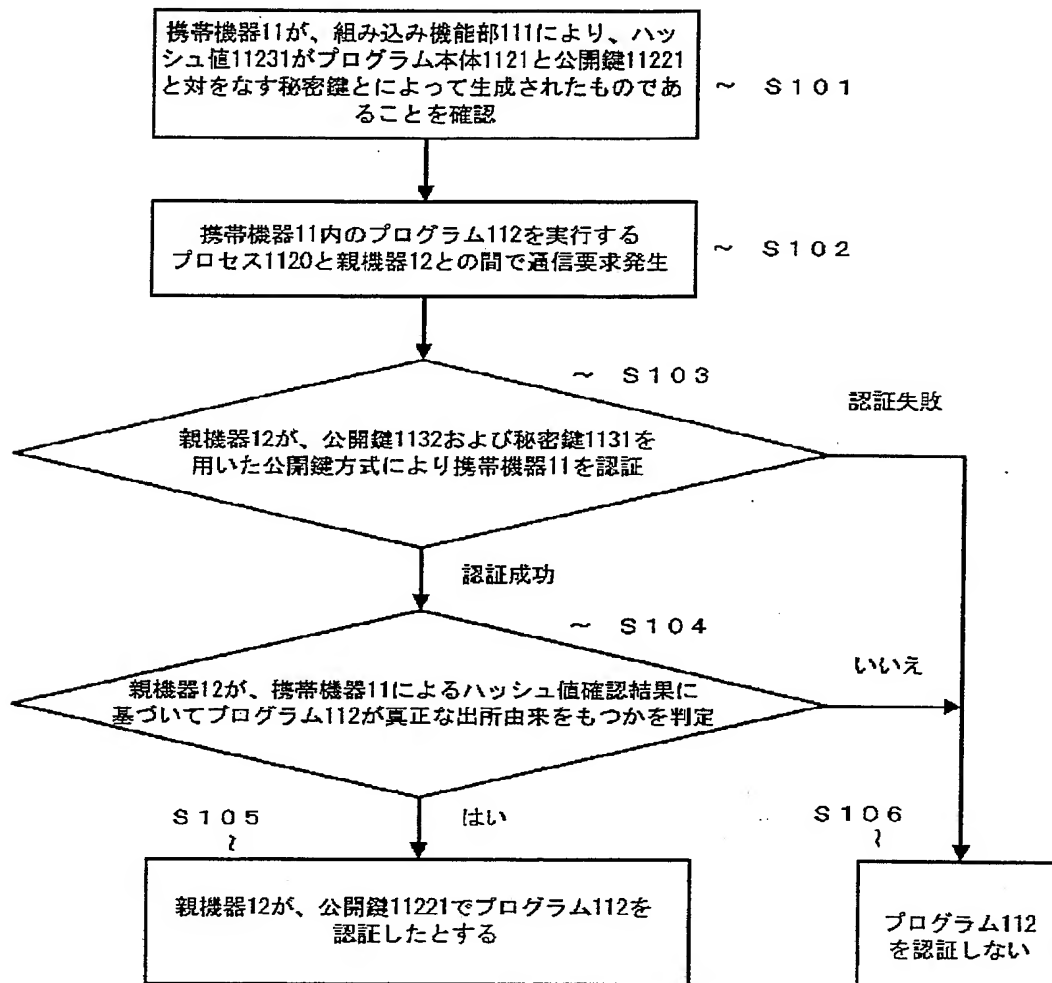 携帯機器11が、組み込み機能部111により、ハッ
シュ値11231がプログラム本体1121と公開鍵11221
と対をなす秘密鍵とによって生成されたものであ
ることを確認
~ S101
携帯機器11内のプログラム112を実行する
プロセス1120と親機器12との間で通信要求発生
~ S102
~ S103
認証失敗
親機器12が、公開鍵1132および秘密鍵1131を
用いた公開鍵方式により携帯機器11を認証
認証成功
~ S104
いいえ
親機器12が、携帯機器11によるハッシュ値確認結果に
基づいてプログラム112が真正な出所由来をもつかを判定
S105
~
はい
S106
~
親機器12が、公開鍵11221でプログラム112を
認証したとする
プログラム112
を認証しない